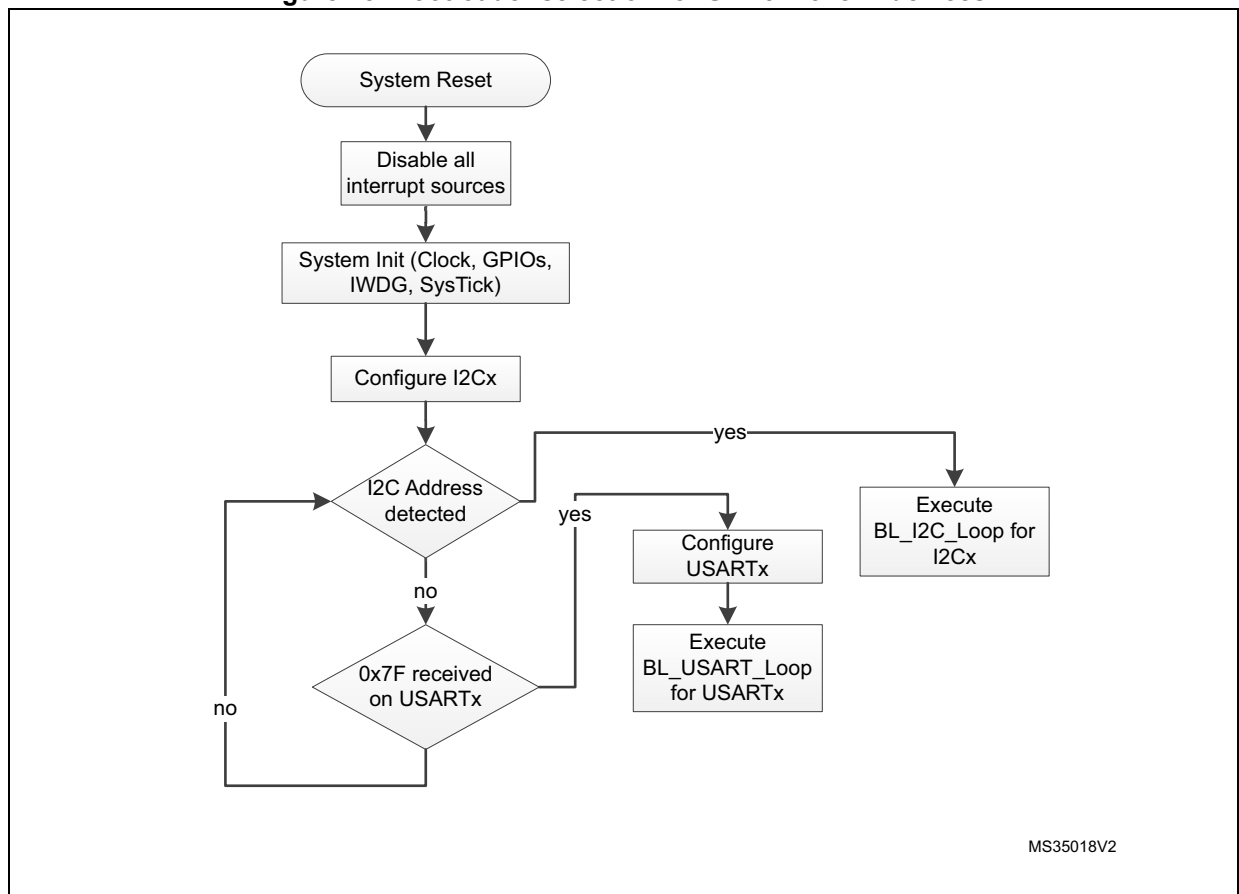 System Reset
Disable all
interrupt sources
System Init (Clock, GPIOs,
IWDG, SysTick)
Configure I2Cx
yes
I2C Address
detected
Execute
BL_I2C_Loop for
I2Cx
yes
Configure
USARTx
no
Execute
BL_USART_Loop
for USARTx
0x7F received
on USARTx
no
MS35018V2